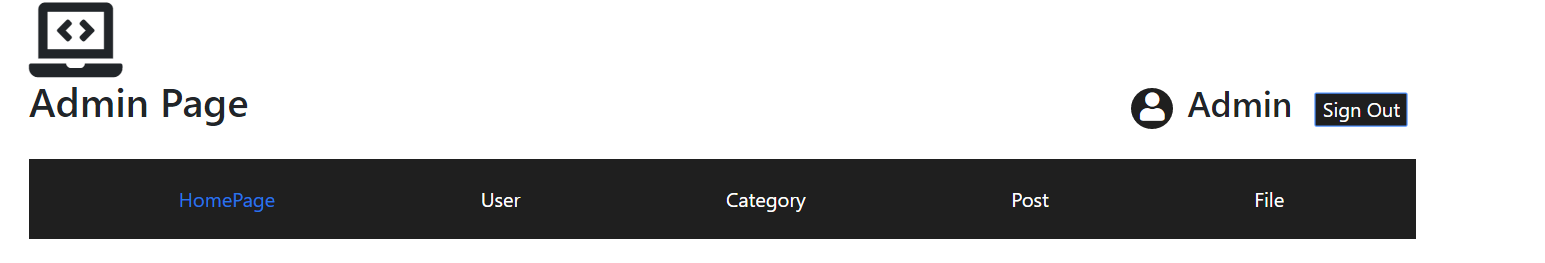 Admin Page
Admin Sign Out
HomePage User Category Post File